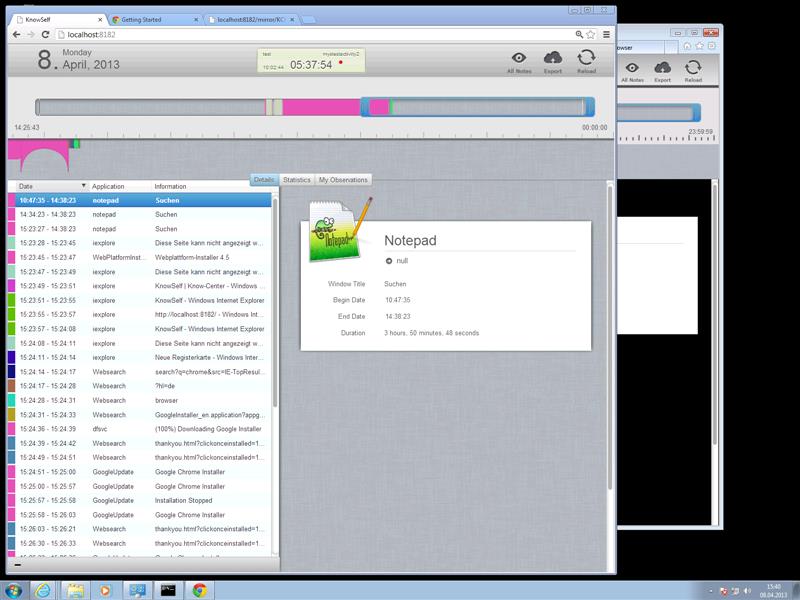 KnowSelf
Getting Started
localhost:8182/mirror/KC
localhost:8182
8.
Monday
April, 2013
test
mystestactivity2
10:02:44
05:37:54
All Notes
Export
Reload
14:25:43
00:00:00
Details
Statistics
My Observations
Date Application Information
10:47:35 - 14:38:23 notepad Suchen
14:34:23 - 14:38:23 notepad Suchen
15:23:27 - 14:38:23 notepad Suchen
15:23:28 - 15:23:45 iexplore Diese Seite kann nicht angezeigt w...
15:23:45 - 15:23:47 WebPlatformInst... Webplattform-Installer 4.5
15:23:47 - 15:23:49 iexplore Diese Seite kann nicht angezeigt w...
15:23:49 - 15:23:51 iexplore KnowSelf | Know-Center - Windows ...
15:23:51 - 15:23:55 iexplore KnowSelf - Windows Internet Explorer
15:23:55 - 15:23:57 iexplore http://localhost:8182/ - Windows Int...
15:23:57 - 15:24:08 iexplore KnowSelf - Windows Internet Explorer
15:24:08 - 15:24:11 iexplore Diese Seite kann nicht angezeigt w...
15:24:11 - 15:24:14 iexplore Neue Registerkarte - Windows Inter...
15:24:14 - 15:24:17 Websearch search?q=chrome&src=IE-TopResul...
15:24:17 - 15:24:28 Websearch ?hl=de
15:24:28 - 15:24:31 Websearch browser
15:24:31 - 15:24:33 Websearch GoogleInstaller_en.application?appg...
15:24:36 - 15:24:39 dfsvc (100%) Downloading Google Installer
15:24:39 - 15:24:42 Websearch thankyou.html?clickonceinstalled=1...
15:24:49 - 15:24:51 Websearch thankyou.html?clickonceinstalled=1...
15:24:51 - 15:25:00 GoogleUpdate Google Chrome Installer
15:25:00 - 15:25:57 GoogleUpdate Google Chrome Installer
15:25:57 - 15:25:58 GoogleUpdate Installation Stopped
15:25:58 - 15:26:03 GoogleUpdate Google Chrome Installer
15:26:03 - 15:26:21 Websearch thankyou.html?clickonceinstalled=1...
15:26:30 - 15:26:33 Websearch thankyou.html?clickonceinstalled=1...
Notepad
Notepad
null
Window Title Suchen
Begin Date 10:47:35
End Date 14:38:23
Duration 3 hours, 50 minutes, 48 seconds
owser
All Notes
Export
Reload
23:59:59
15:40
08.04.2013